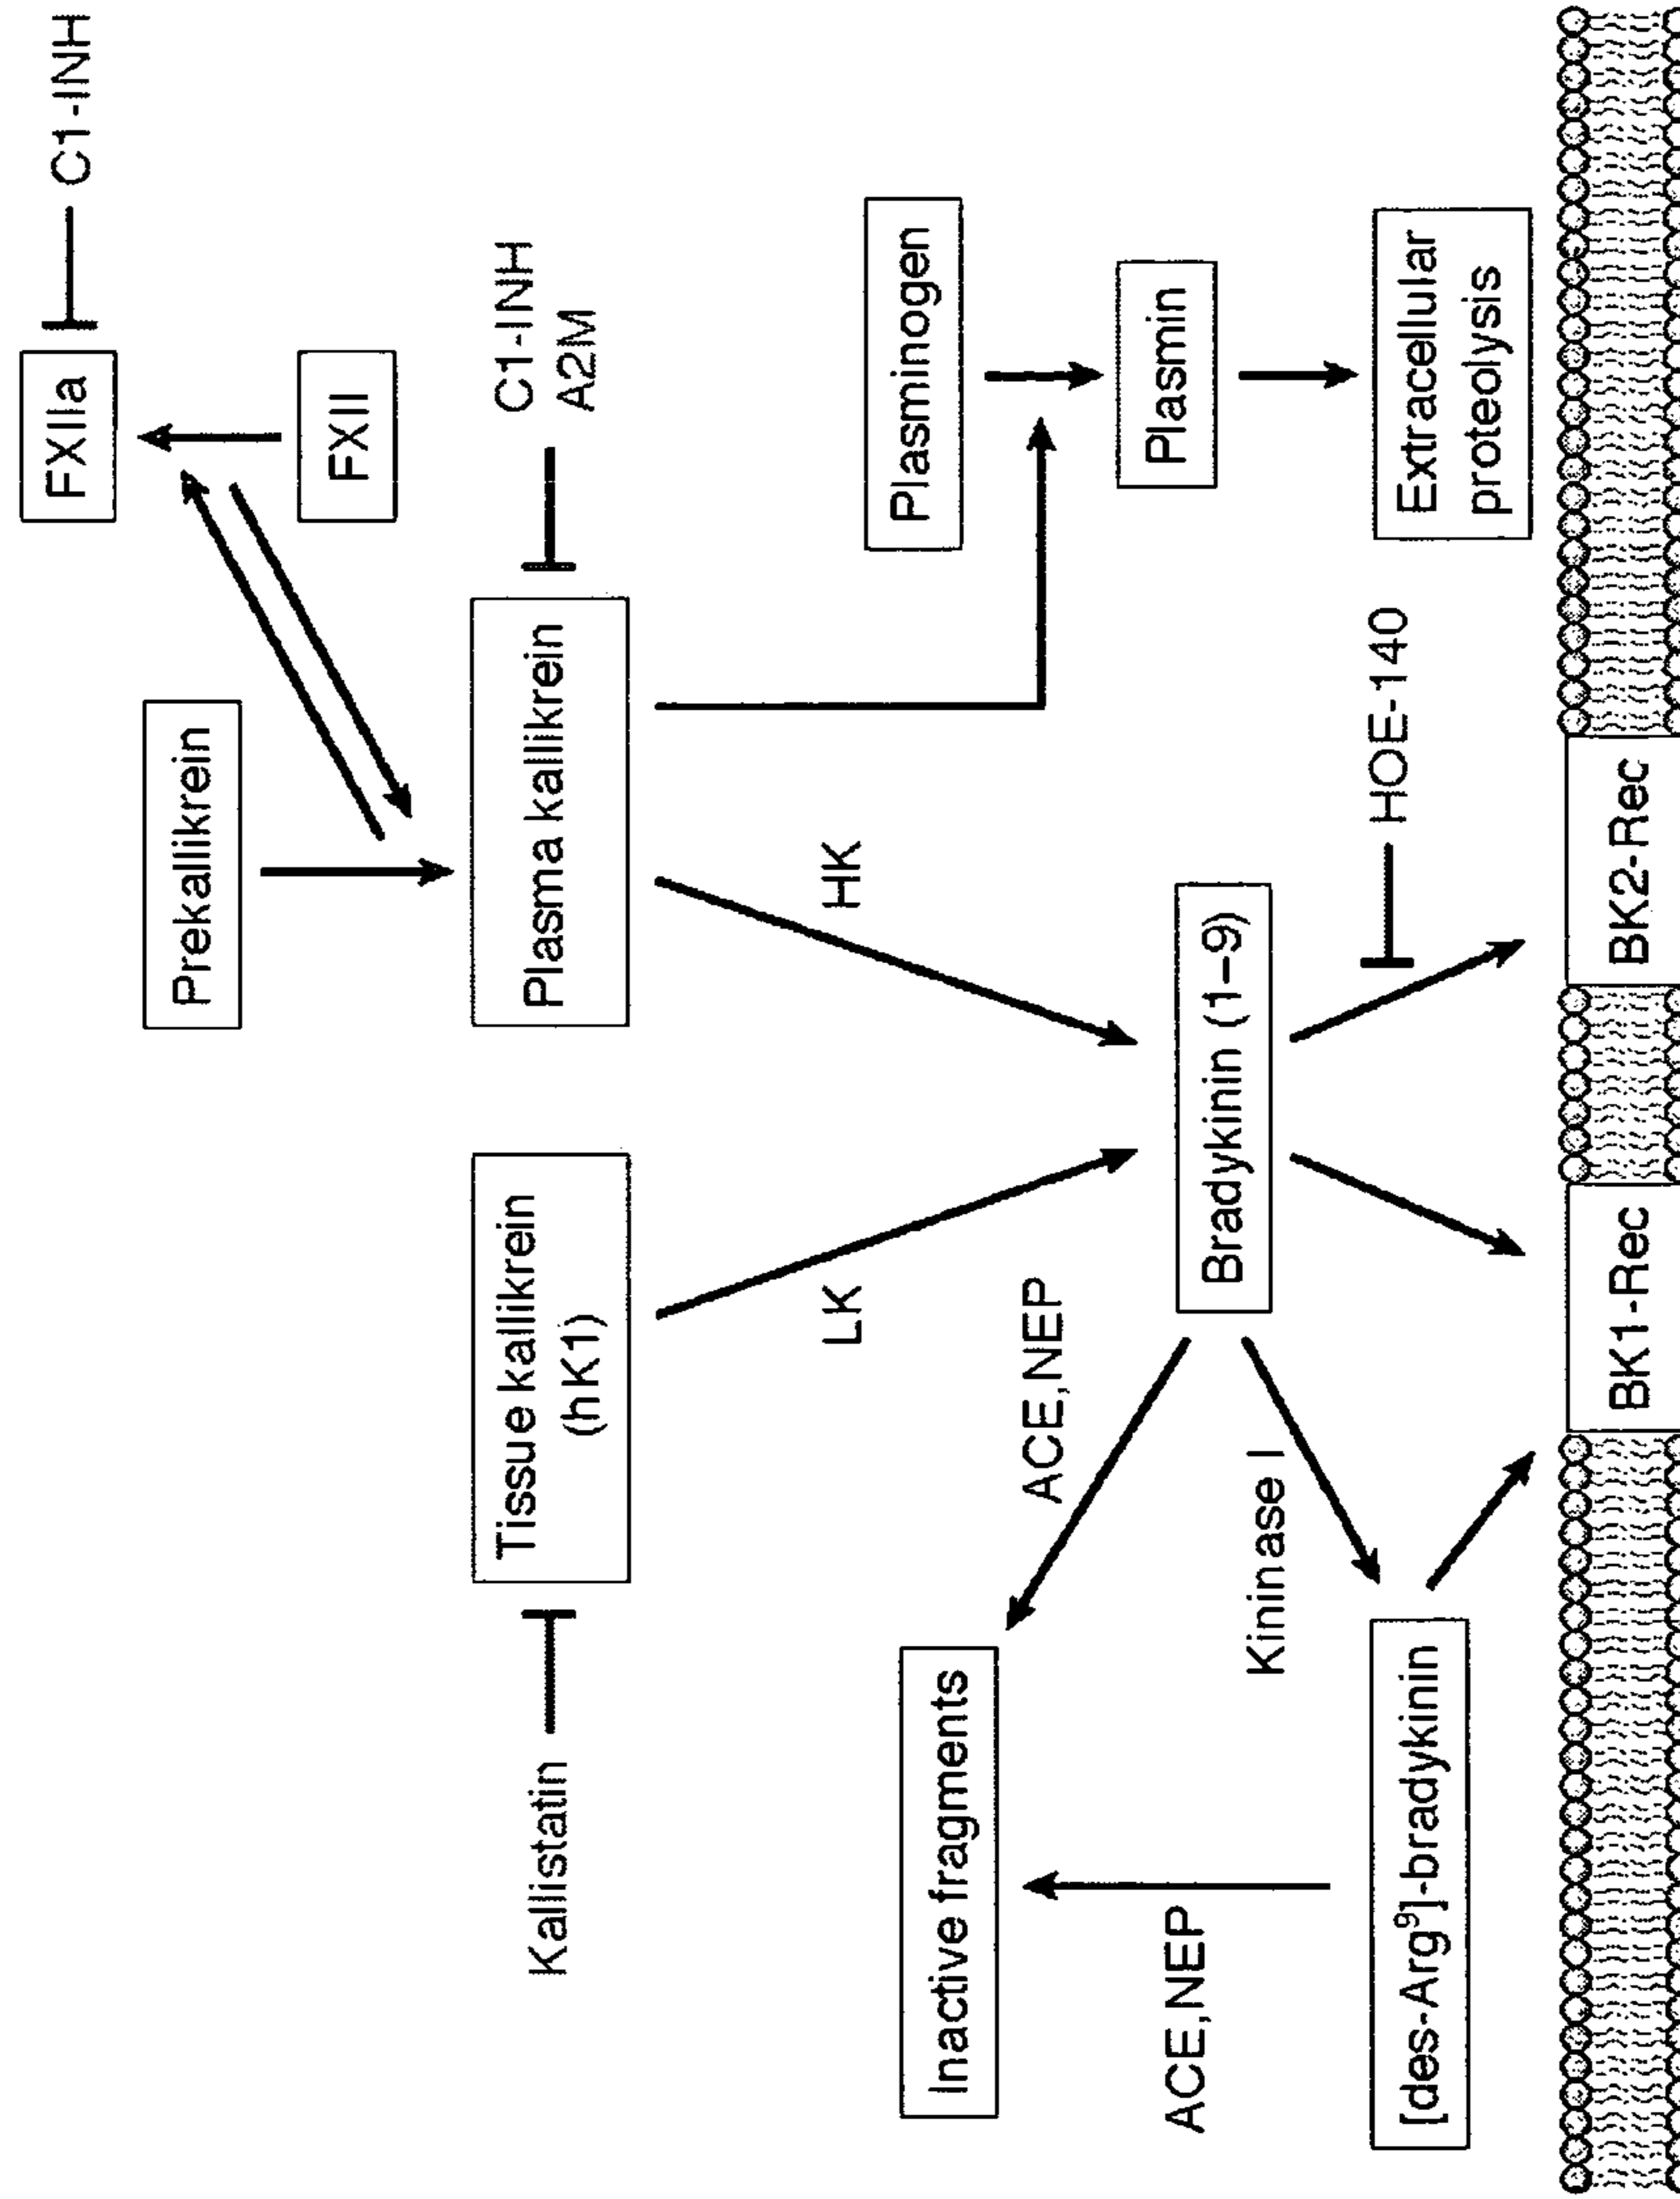 C1-INH
FXIIa
Prekallikrein
FXII
C1-INH
A2M
Kallistatin
Tissue kallikrein
(hK1)
Plasma kallikrein
LK
HK
Plasminogen
Inactive fragments
ACE,NEP
Plasmin
ACE,NEP
Bradykinin (1–9)
Kininase I
HOE-140
[des-Arg⁹]-bradykinin
Extracellular
proteolysis
BK1-Rec
BK2-Rec